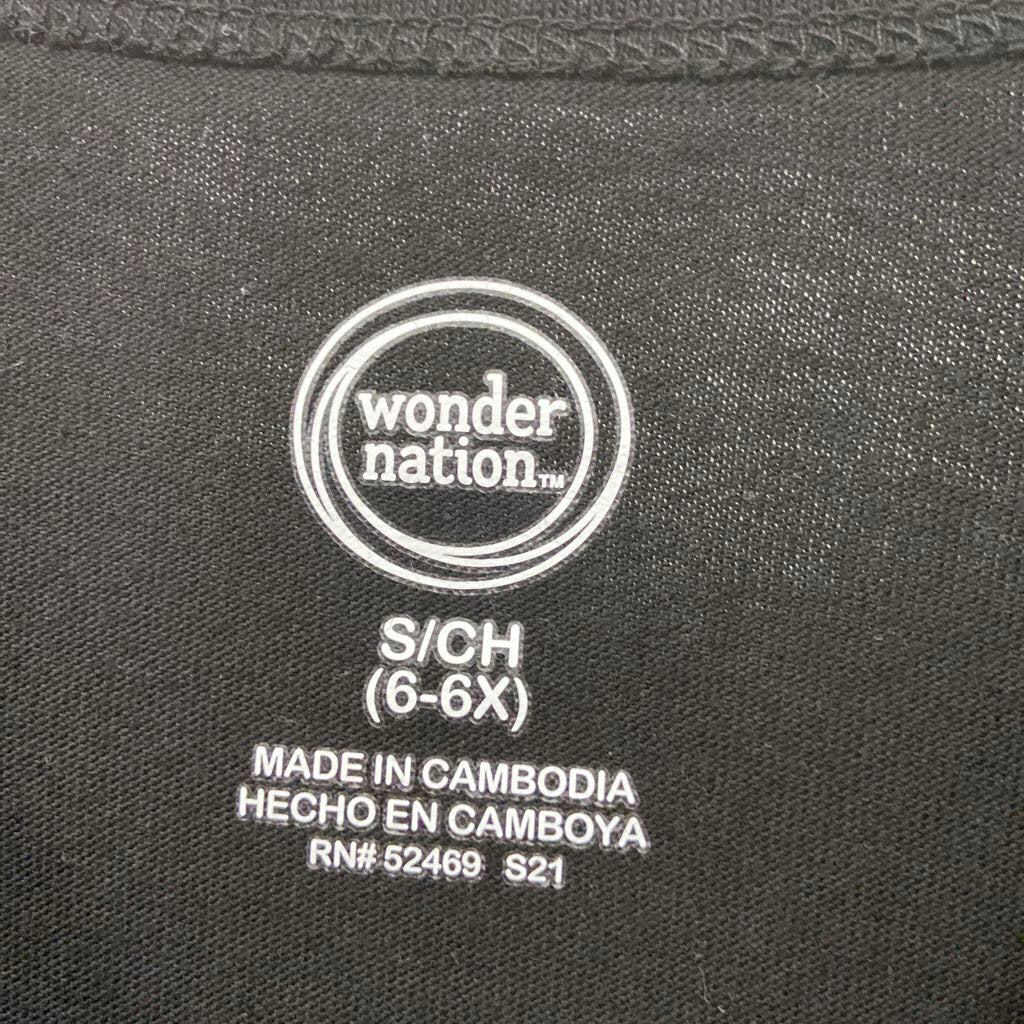 wonder
nation™
S/CH
(6-6X)
MADE IN CAMBODIA
HECHO EN CAMBOYA
RN# 52469 S21